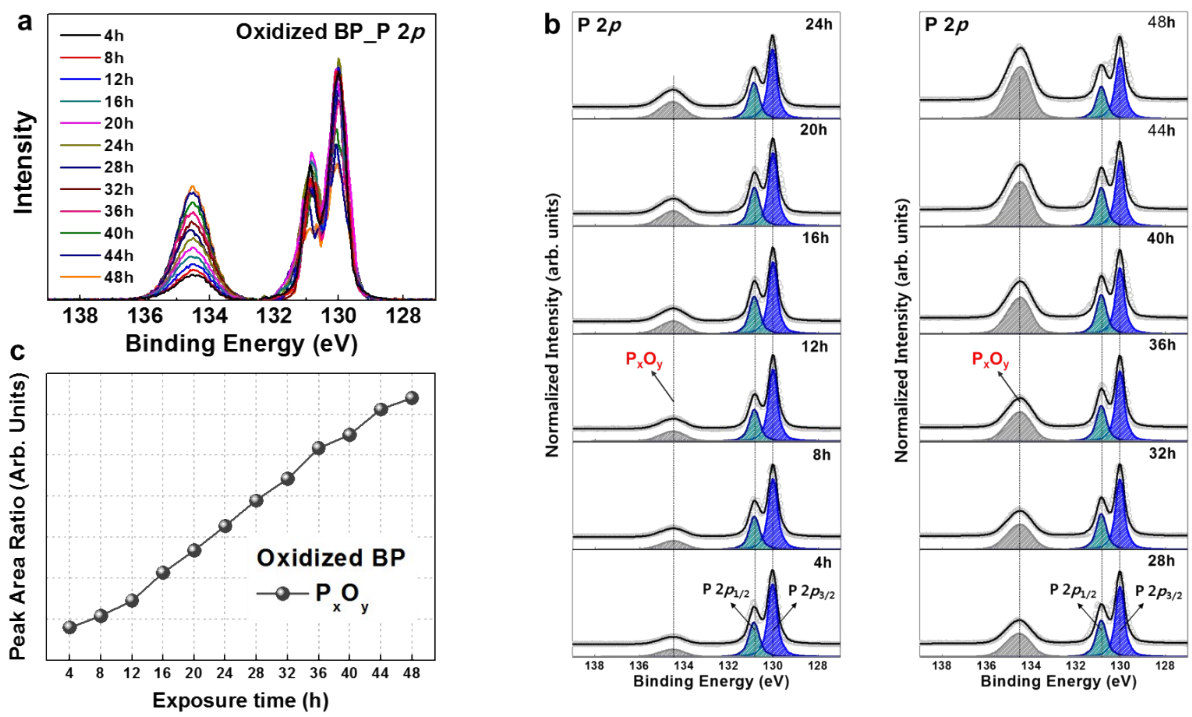 a
Oxidized BP_P 2p
4h
8h
12h
16h
20h
24h
28h
32h
36h
40h
44h
48h
Intensity
138 136 134 132 130 128
Binding Energy (eV)
b
P 2p
24h
20h
16h
12h
PxOy
8h
4h
P 2p1/2
P 2p3/2
Normalized Intensity (arb. units)
138 136 134 132 130 128
Binding Energy (eV)
P 2p
48h
44h
40h
36h
PxOy
32h
28h
P 2p1/2
P 2p3/2
Normalized Intensity (arb. units)
138 136 134 132 130 128
Binding Energy (eV)
c
Peak Area Ratio (Arb. Units)
Oxidized BP
PxOy
4 8 12 16 20 24 28 32 36 40 44 48
Exposure time (h)